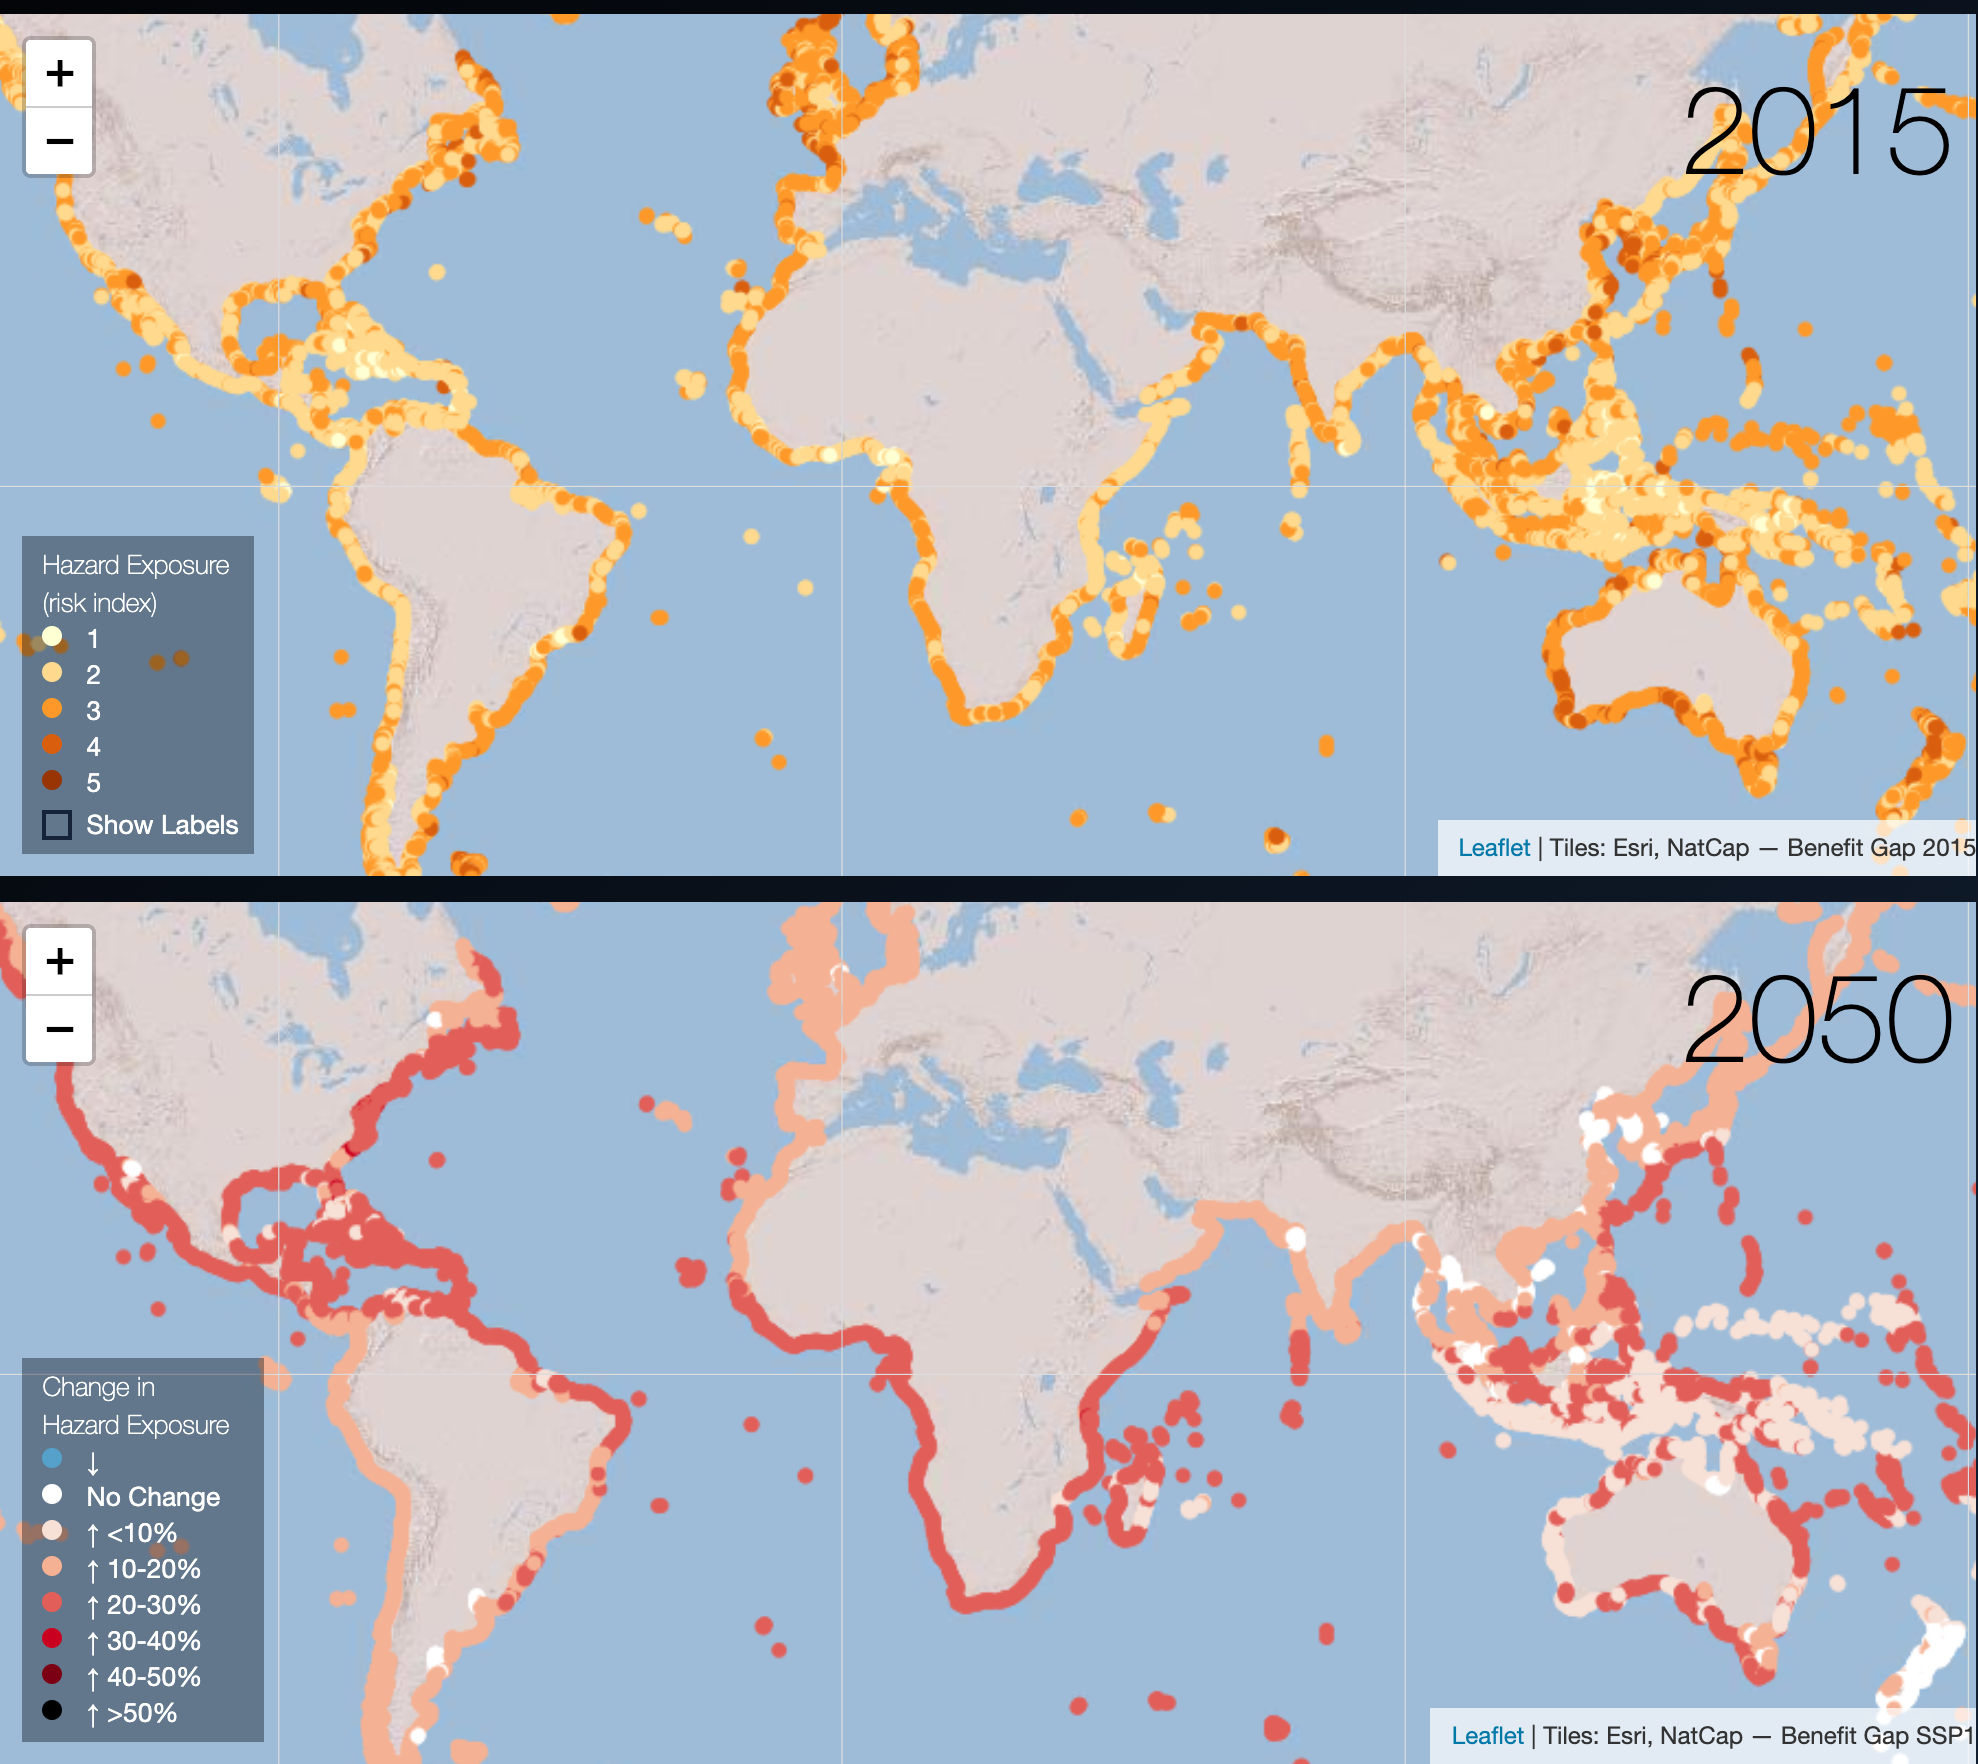 +
−
2015
Hazard Exposure
(risk index)
1
2
3
4
5
Show Labels
Leaflet | Tiles: Esri, NatCap — Benefit Gap 2015
+
−
2050
Change in
Hazard Exposure
↓
No Change
↑ <10%
↑ 10-20%
↑ 20-30%
↑ 30-40%
↑ 40-50%
↑ >50%
Leaflet | Tiles: Esri, NatCap — Benefit Gap SSP1